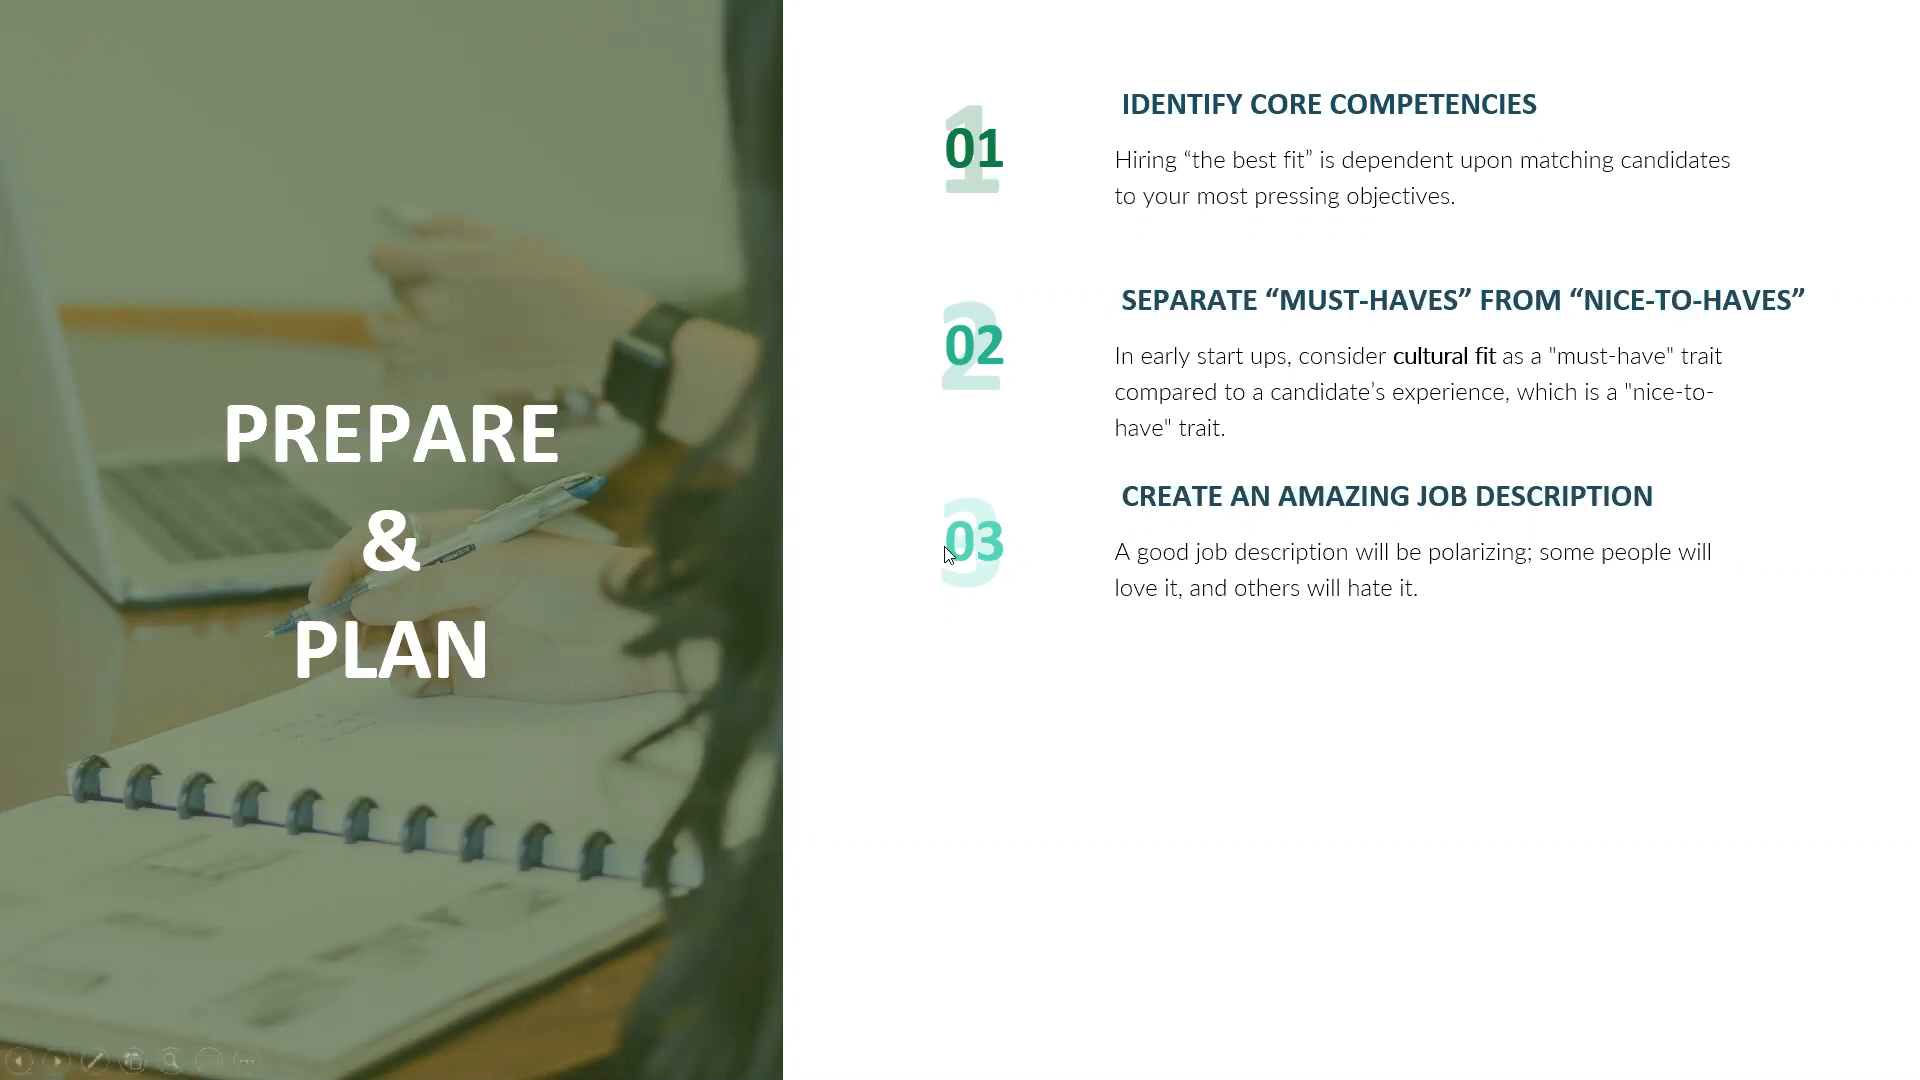 PREPARE
&
PLAN
1
01
IDENTIFY CORE COMPETENCIES
Hiring “the best fit” is dependent upon matching candidates
to your most pressing objectives.
2
02
SEPARATE “MUST-HAVES” FROM “NICE-TO-HAVES”
In early start ups, consider cultural fit as a "must-have" trait
compared to a candidate’s experience, which is a "nice-to-
have" trait.
3
03
CREATE AN AMAZING JOB DESCRIPTION
A good job description will be polarizing; some people will
love it, and others will hate it.